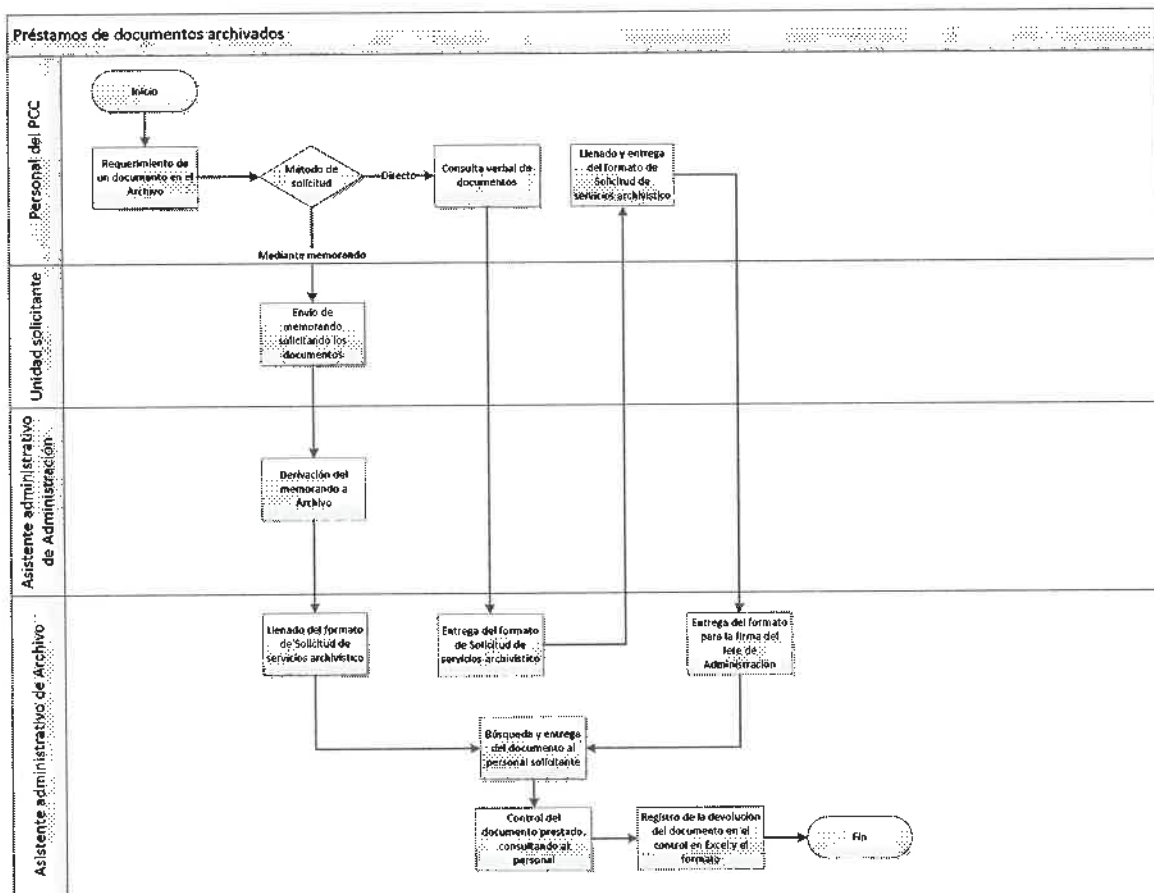 Préstamos de documentos archivados
Personal del PCC
Inicio
Requerimiento de
un documento en el
Archivo
Método de
solicitud
Directo
Consulta verbal de
documentos
Llenado y entrega
del formato de
Solicitud de
servicios archivístico
Mediante memorando
Unidad solicitante
Envío de
memorando
solicitando los
documentos
Asistente administrativo
de Administración
Derivación del
memorando a
Archivo
Asistente administrativo de Archivo
Llenado del formato
de Solicitud de
servicios archivístico
Entrega del formato
de Solicitud de
servicios archivístico
Entrega del formato
para la firma del
Jefe de
Administración
Búsqueda y entrega
del documento al
personal solicitante
Control del
documento prestado,
consultando al
personal
Registro de la devolución
del documento en el
control en Excel y el
formato
Fin